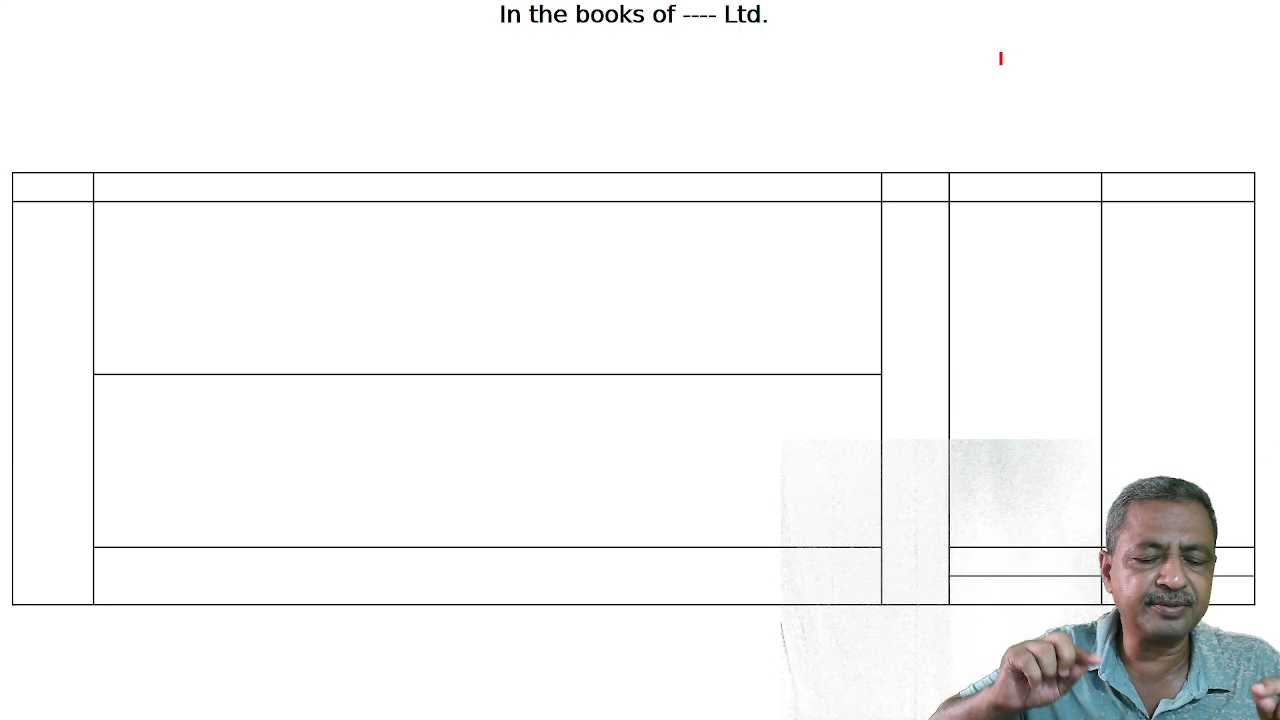 In the books of ---- Ltd.